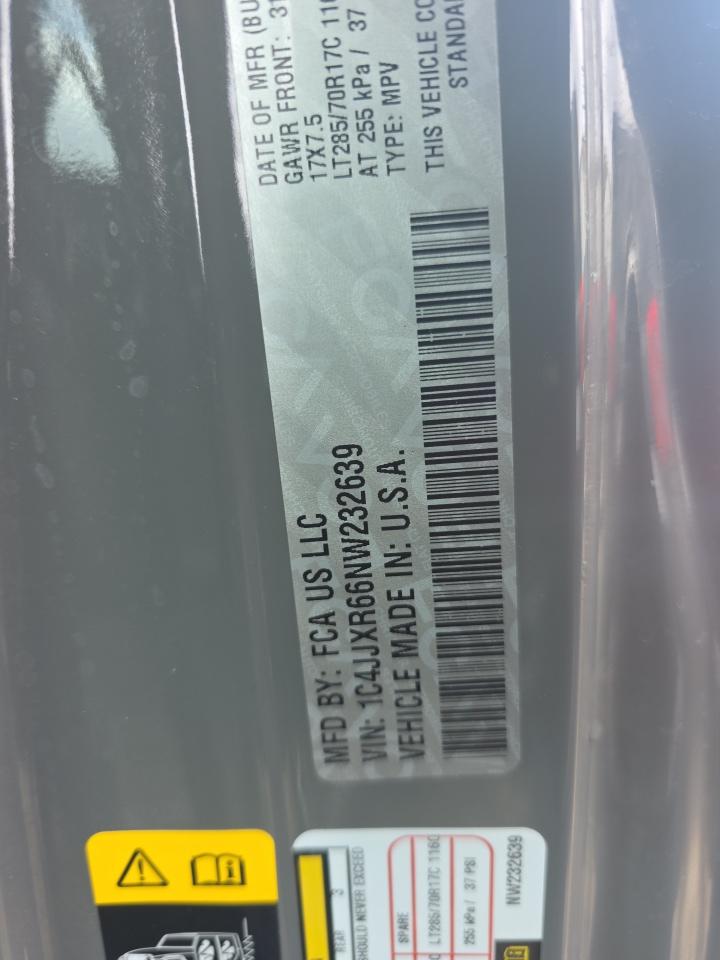 MFD BY: FCA US LLC
VIN: 1C4JJXR66NW232639
VEHICLE MADE IN: U.S.A.
DATE OF MFR
GAWR FRONT:
17X7.5
LT285/70R17C
AT 255 kPa / 37
TYPE: MPV
THIS VEHICLE
REAR 3
SHOULD NEVER EXCEED
SPARE
LT285/70R17C 116Q
255 kPa / 37 PSI
NW232639